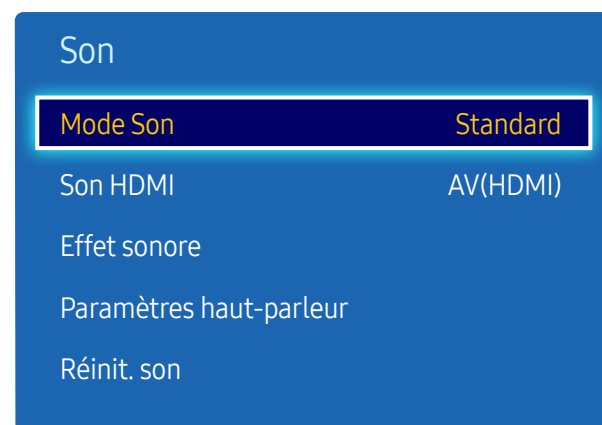 Son
Mode Son Standard
Son HDMI AV(HDMI)
Effet sonore
Paramètres haut-parleur
Réinit. son